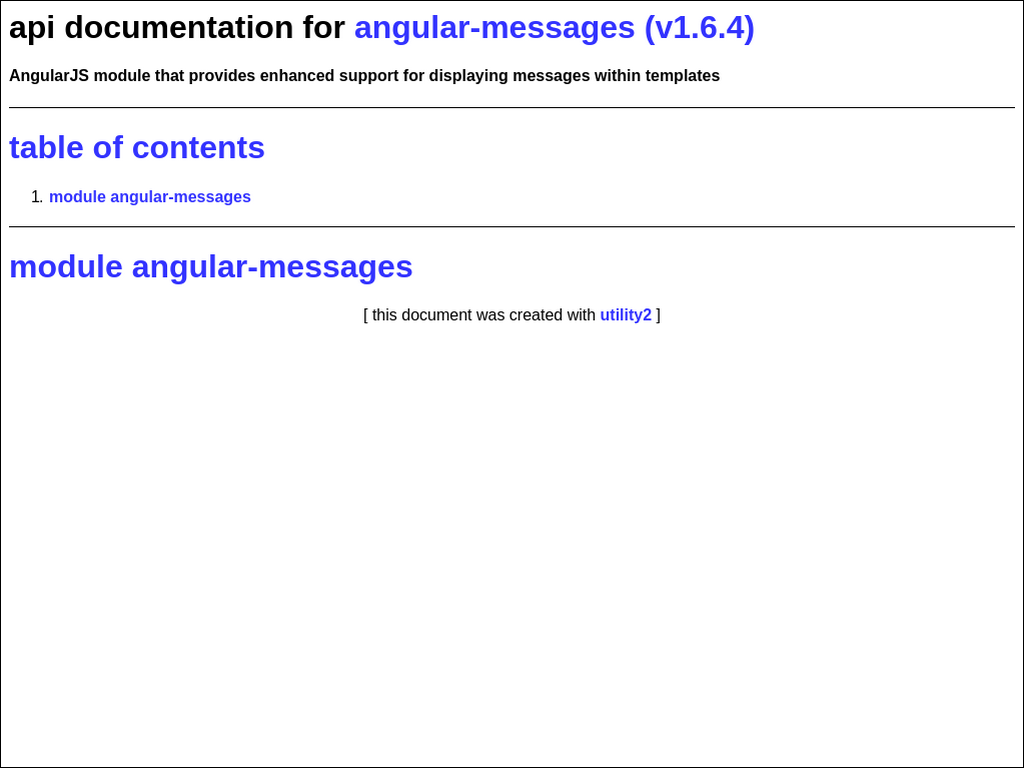 api documentation for angular-messages (v1.6.4)
AngularJS module that provides enhanced support for displaying messages within templates
table of contents
1. module angular-messages
module angular-messages
[ this document was created with utility2 ]